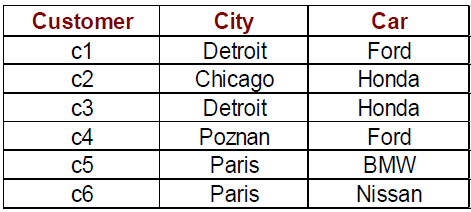 Customer City Car
c1 Detroit Ford
c2 Chicago Honda
c3 Detroit Honda
c4 Poznan Ford
c5 Paris BMW
c6 Paris Nissan